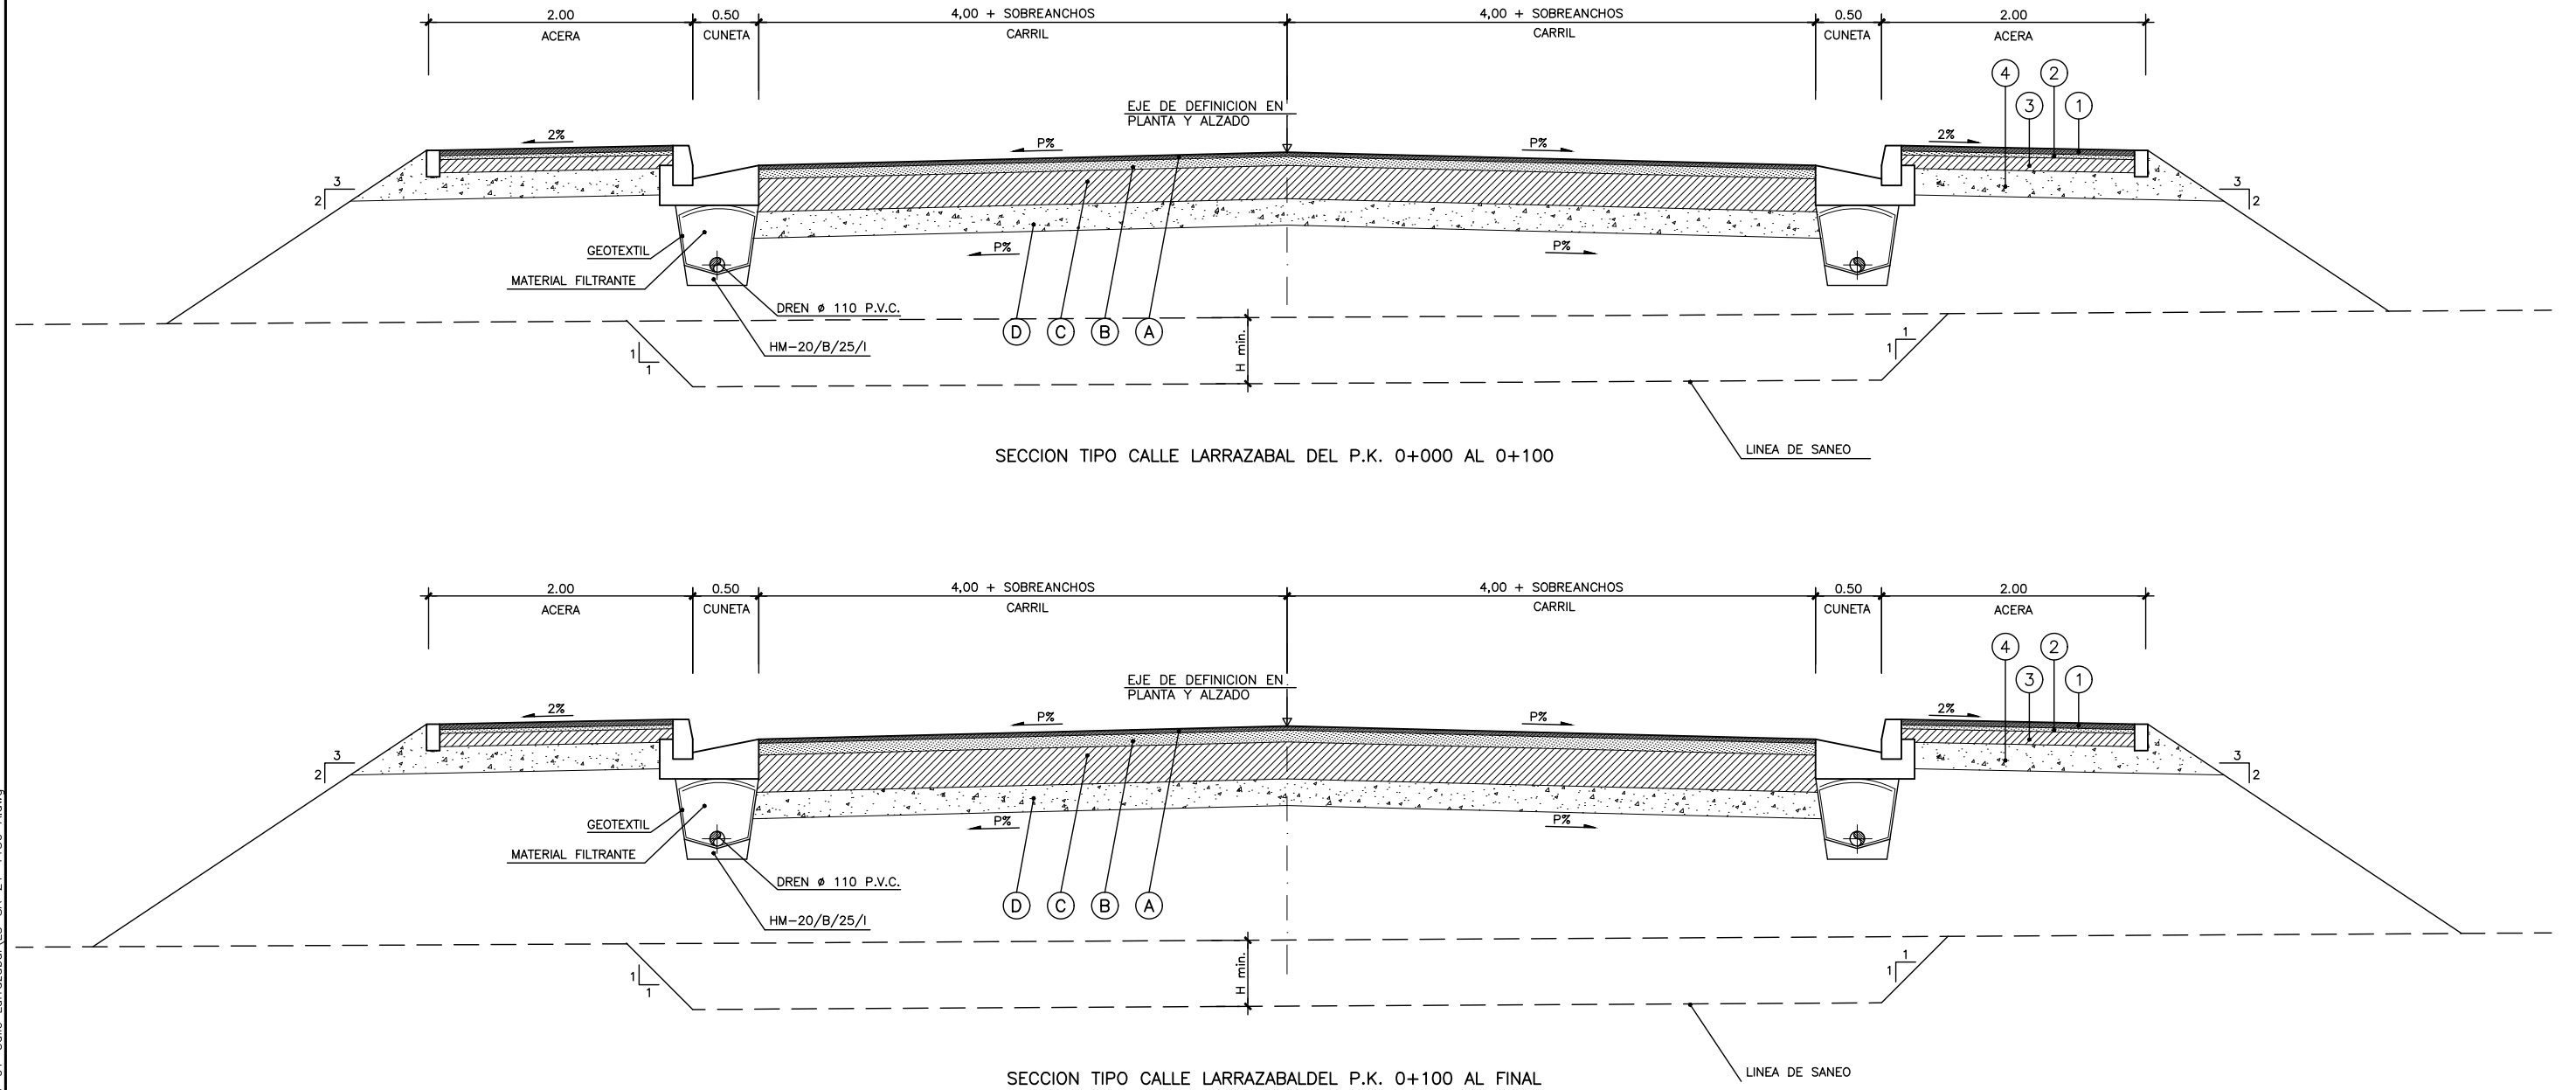 2.00 0.50 4,00 + SOBREANCHOS 4,00 + SOBREANCHOS 0.50 2.00
ACERA CUNETA CARRIL CARRIL CUNETA ACERA
4 2
3 1
EJE DE DEFINICION EN
PLANTA Y ALZADO
2% P% P% 2%
3 3
2 2
GEOTEXTIL P% P%
MATERIAL FILTRANTE
DREN ø 110 P.V.C.
D C B A
HM-20/B/25/I
1 1 H min. 1 1
SECCION TIPO CALLE LARRAZABAL DEL P.K. 0+000 AL 0+100
LINEA DE SANEO
2.00 0.50 4,00 + SOBREANCHOS 4,00 + SOBREANCHOS 0.50 2.00
ACERA CUNETA CARRIL CARRIL CUNETA ACERA
4 2
3 1
EJE DE DEFINICION EN
PLANTA Y ALZADO
2% P% P% 2%
3 3
2 2
GEOTEXTIL P% P%
MATERIAL FILTRANTE
DREN ø 110 P.V.C.
D C B A
HM-20/B/25/I
1 1 H min. 1 1
SECCION TIPO CALLE LARRAZABALDEL P.K. 0+100 AL FINAL
LINEA DE SANEO